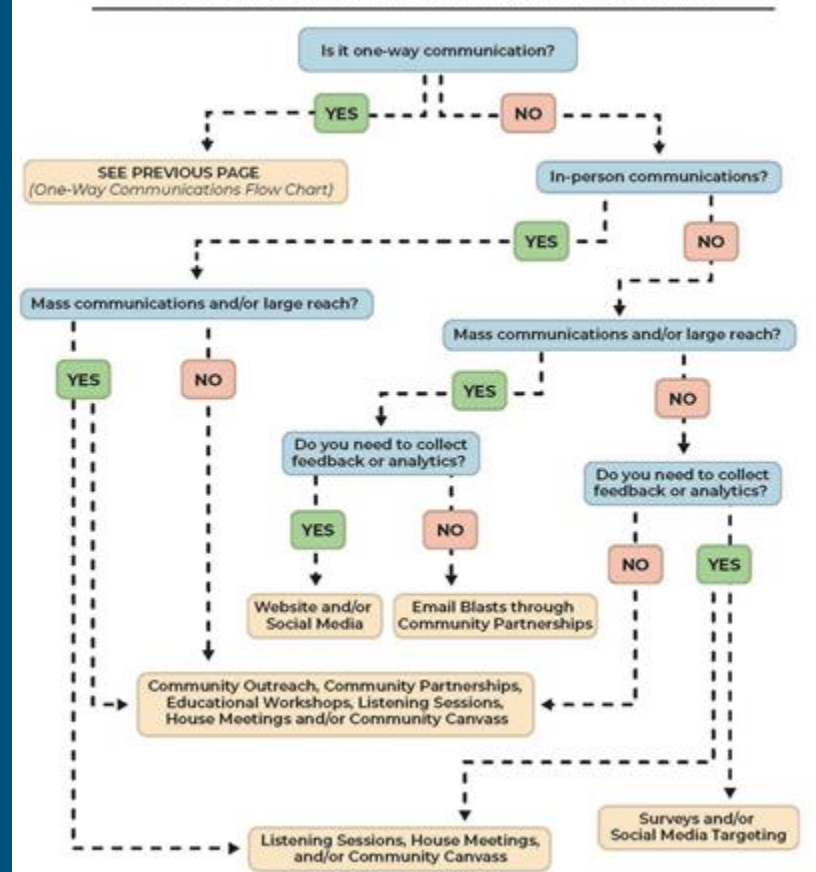 Is it one-way communication?
YES
NO
SEE PREVIOUS PAGE
(One-Way Communications Flow Chart)
In-person communications?
YES
NO
Mass communications and/or large reach?
Mass communications and/or large reach?
YES
NO
YES
NO
Do you need to collect
feedback or analytics?
Do you need to collect
feedback or analytics?
YES
NO
NO
YES
Website and/or
Social Media
Email Blasts through
Community Partnerships
Community Outreach, Community Partnerships,
Educational Workshops, Listening Sessions,
House Meetings and/or Community Canvass
Surveys and/or
Social Media Targeting
Listening Sessions, House Meetings,
and/or Community Canvass